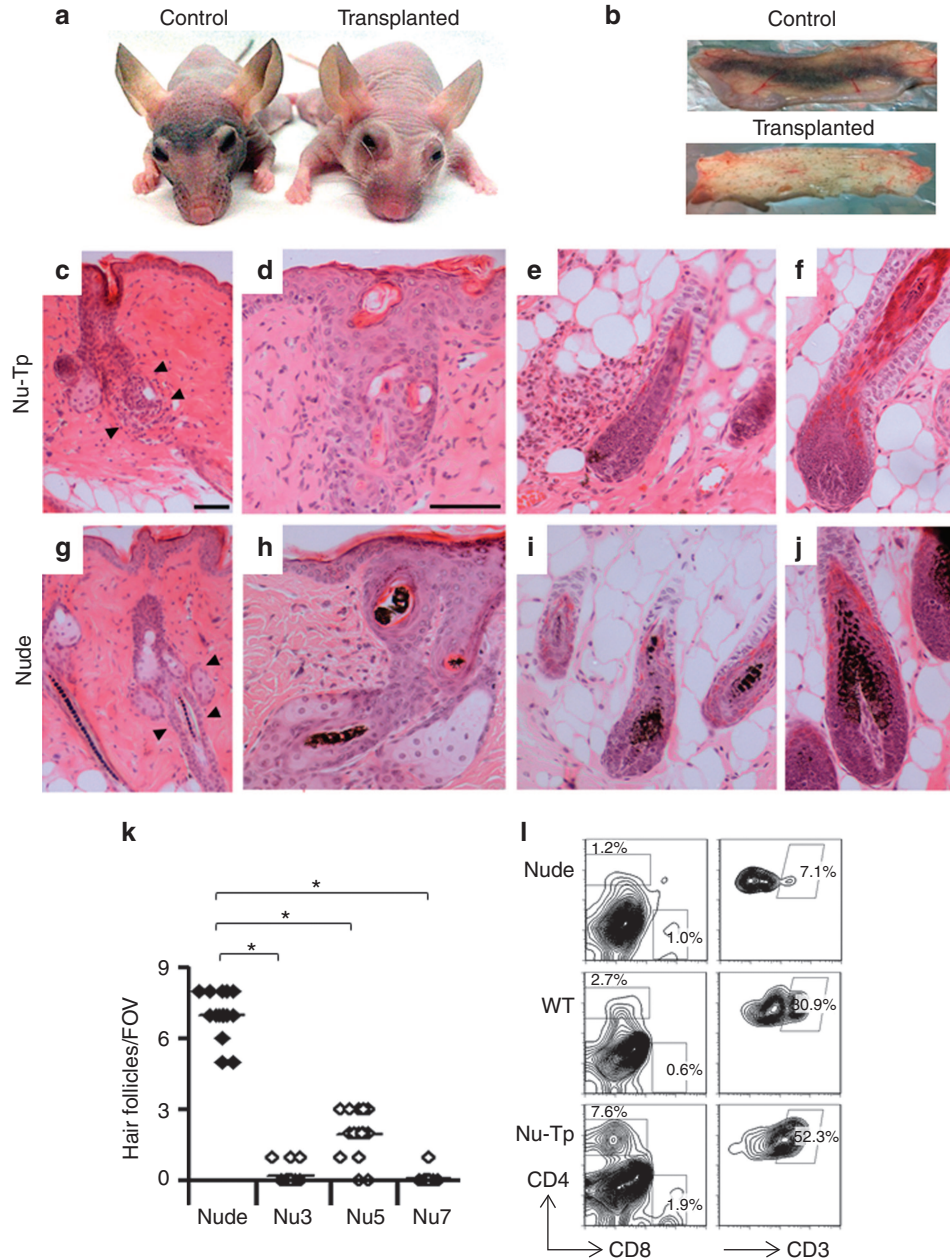 a
Control
Transplanted
b
Control
Transplanted
c
d
e
f
Nu-Tp
g
h
i
j
Nude
k
*
*
*
9
6
3
0
Hair follicles/FOV
Nude
Nu3
Nu5
Nu7
l
Nude
1.2%
1.0%
7.1%
WT
2.7%
0.6%
30.9%
Nu-Tp
7.6%
1.9%
52.3%
CD4
CD8
CD3